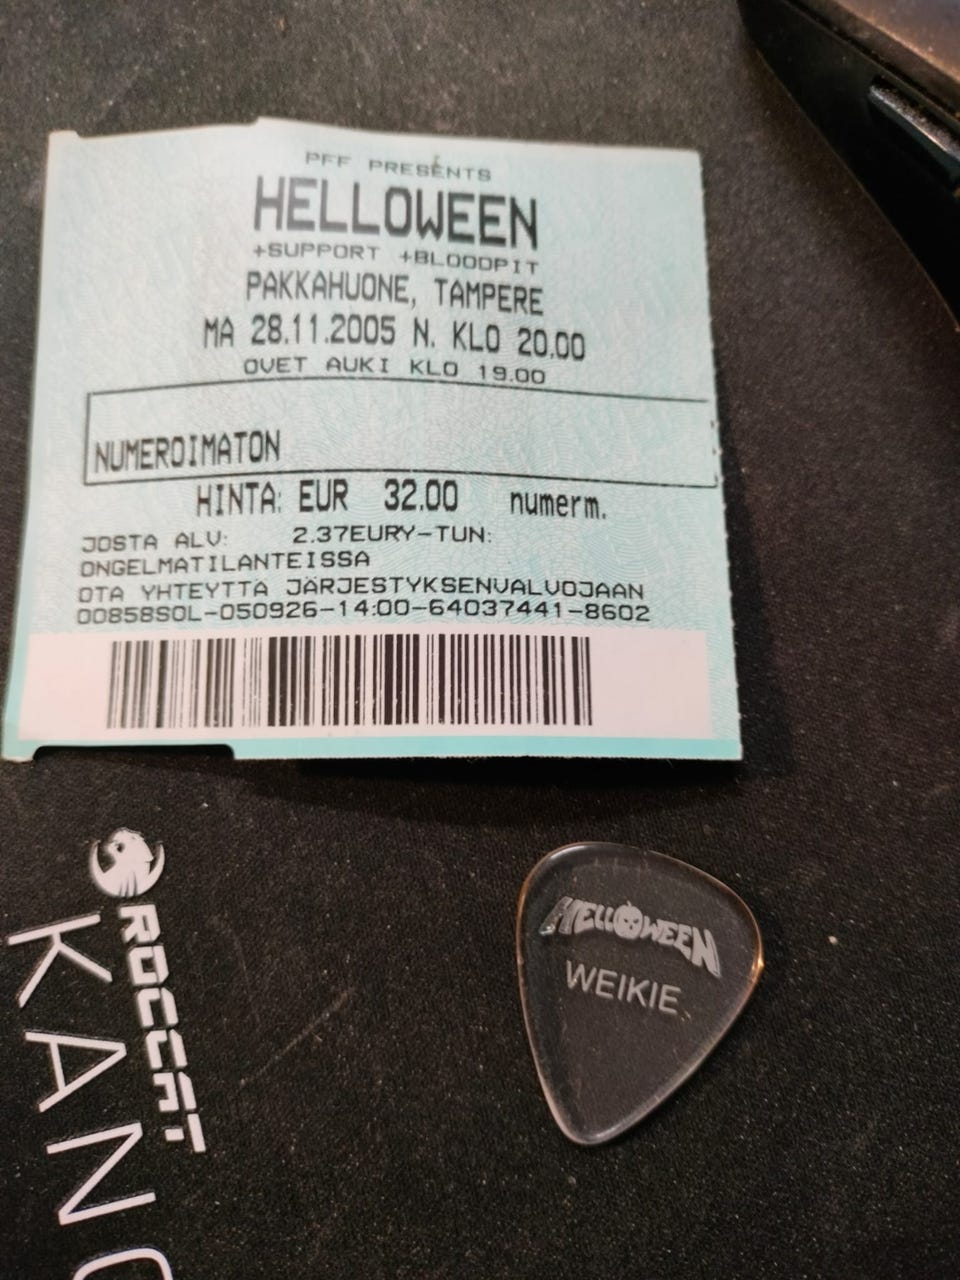 PFF PRESENTS
HELLOWEEN
+SUPPORT +BLOODPIT
PAKKAHUONE, TAMPERE
MA 28.11.2005 N. KLO 20.00
OVET AUKI KLO 19.00
NUMEROIMATON
HINTA: EUR 32.00 numerm.
JOSTA ALV: 2.37EURY-TUN:
ONGELMATILANTEISSA
OTA YHTEYTTÄ JÄRJESTYKSENVALVOJAAN
00858SOL-050926-14:00-64037441-8602
HELLOWEEN
WEIKIE
ROCCAT
KAN